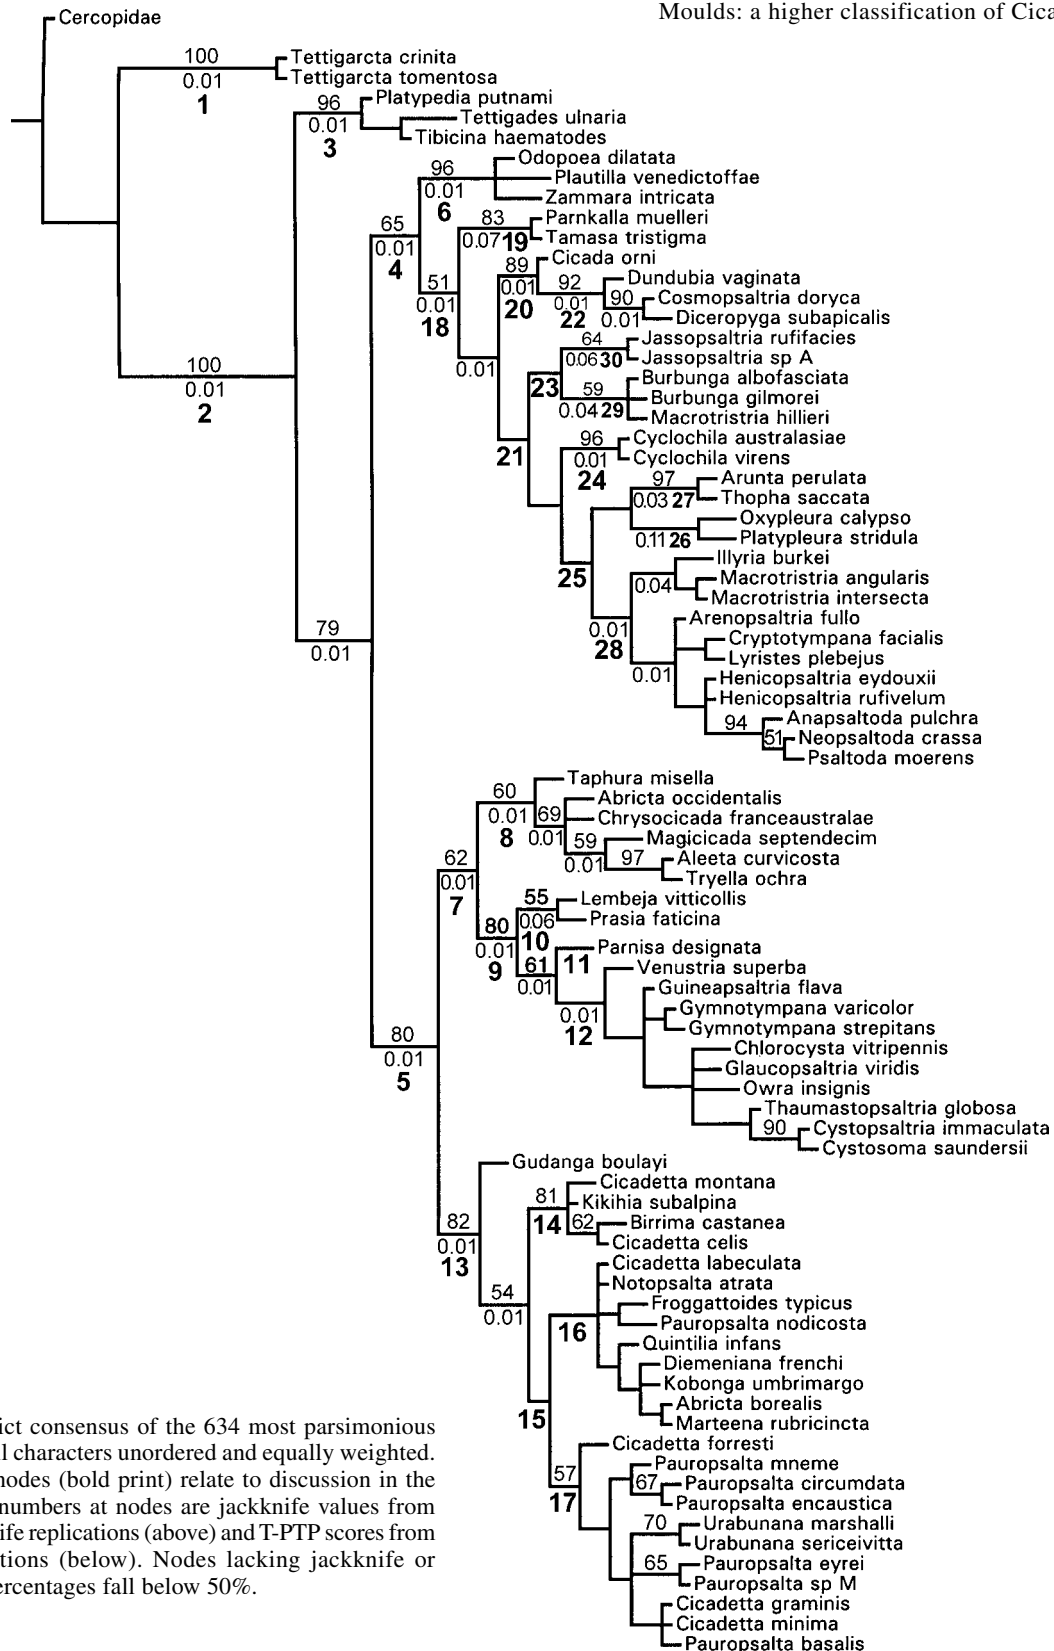 Moulds: a higher classification of Cica
Cercopidae
100
Tettigarcta crinita
0.01
Tettigarcta tomentosa
1
96
Platypedia putnami
0.01
Tettigades ulnaria
3
Tibicina haematodes
Odopoea dilatata
96
Plautilla venedictoffae
0.01
6
Zammara intricata
65
83
Parnkalla muelleri
0.01
4
0.07 19
Tamasa tristigma
89
Cicada orni
51
0.01
92
Dundubia vaginata
0.01
18
20
0.01
22
90
Cosmopsaltria doryca
0.01
Diceropyga subapicalis
64
Jassopsaltria rufifacies
0.01
0.06 30
Jassopsaltria sp A
100
0.01
2
23
59
Burbunga albofasciata
0.04 29
Burbunga gilmorei
Macrotristria hillieri
21
96
Cyclochila australasiae
0.01
24
Cyclochila virens
97
Arunta perulata
0.03 27
Thopha saccata
Oxypleura calypso
0.11 26
Platypleura stridula
25
Illyria burkei
0.04
Macrotristria angularis
Macrotristria intersecta
79
0.01
0.01
28
Arenopsaltria fullo
Cryptotympana facialis
Lyristes plebejus
0.01
Henicopsaltria eydouxii
Henicopsaltria rufivelum
94
Anapsaltoda pulchra
51
Neopsaltoda crassa
Psaltoda moerens
60
Taphura misella
0.01
8
69
Abricta occidentalis
0.01
Chrysocicada franceaustralae
59
Magicicada septendecim
0.01
97
Aleeta curvicosta
Tryella ochra
62
0.01
7
55
Lembeja vitticollis
0.06
10
Prasia faticina
80
0.01
9
61
0.01
11
Parnisa designata
Venustria superba
0.01
12
Guineapsaltria flava
Gymnotympana varicolor
Gymnotympana strepitans
80
0.01
5
Chlorocysta vitripennis
Glaucopsaltria viridis
Owra insignis
Thaumastopsaltria globosa
90
Cystopsaltria immaculata
Cystosoma saundersii
Gudanga boulayi
82
0.01
13
81
14
Cicadetta montana
Kikihia subalpina
62
Birrima castanea
Cicadetta celis
54
0.01
Cicadetta labeculata
Notopsalta atrata
16
Froggattoides typicus
Pauropsalta nodicosta
Quintilia infans
Diemeniana frenchi
Kobonga umbrimargo
Abricta borealis
Marteena rubricincta
15
57
17
Cicadetta forresti
Pauropsalta mneme
67
Pauropsalta circumdata
Pauropsalta encaustica
70
Urabunana marshalli
Urabunana sericeivitta
65
Pauropsalta eyrei
Pauropsalta sp M
Cicadetta graminis
Cicadetta minima
Pauropsalta basalis
ict consensus of the 634 most parsimonious
l characters unordered and equally weighted.
nodes (bold print) relate to discussion in the
numbers at nodes are jackknife values from
ife replications (above) and T-PTP scores from
tions (below). Nodes lacking jackknife or
ercentages fall below 50%.